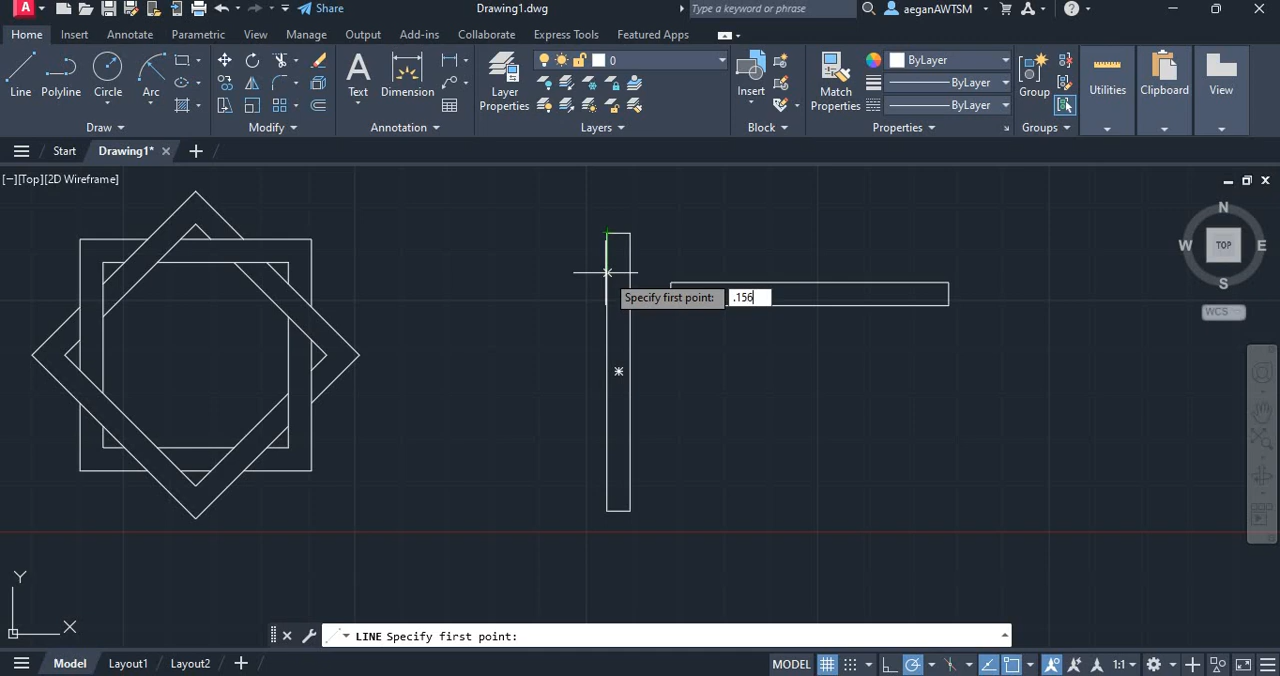 A Share Drawing1.dwg Type a keyword or phrase aeganAWTSM
Home Insert Annotate Parametric View Manage Output Add-ins Collaborate Express Tools Featured Apps
Line Polyline Circle Arc
Text Dimension
Layer Properties
0
Insert
Match Properties
ByLayer
ByLayer
ByLayer
Group
Utilities Clipboard View
Draw Modify Annotation Layers Block Properties Groups
Start Drawing1*
[−][Top][2D Wireframe]
N
W TOP E
S
WCS
Specify first point: .156
Y
X
LINE Specify first point:
Model Layout1 Layout2 MODEL 1:1